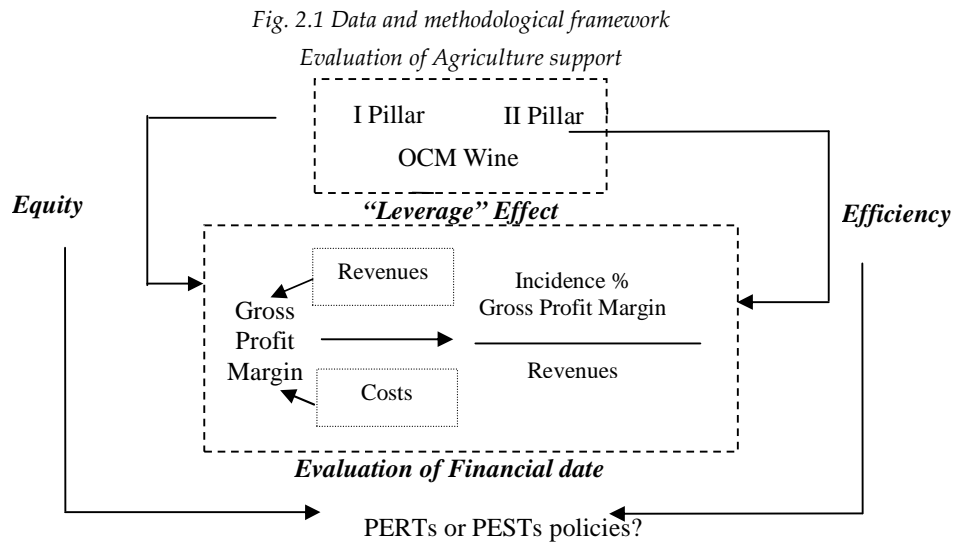 Fig. 2.1 Data and methodological framework
Evaluation of Agriculture support
I Pillar II Pillar
OCM Wine
Equity
“Leverage” Effect
Efficiency
Revenues
Gross
Profit
Margin
Costs
Incidence %
Gross Profit Margin
Revenues
Evaluation of Financial date
PERTs or PESTs policies?